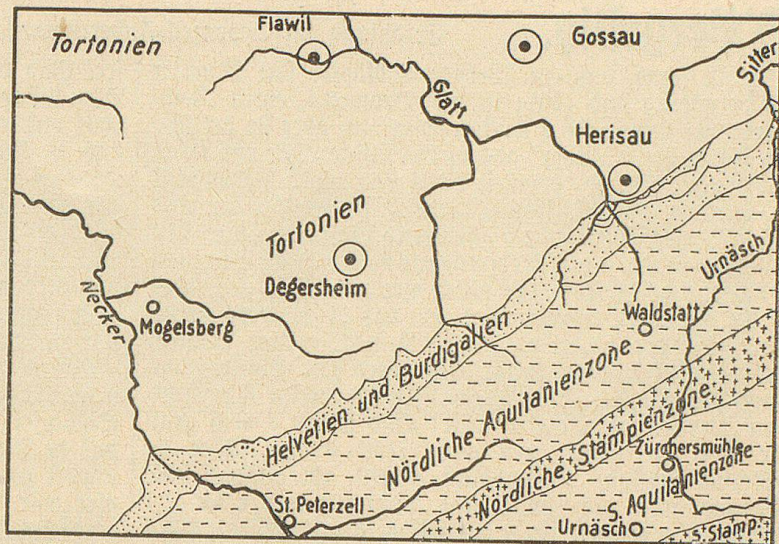 Flawil
Gossau
Tortonien
Sitter
Glatt
Herisau
Tortonien
Urnäsch
Degersheim
Necker
Mogelsberg
Waldstatt
Helvetien und Burdigalien
Nördliche Aquitanienzone
Nördliche Stampienzone
Zürchersmühle
S. Aquitanienzone
St. Peterzell
Urnäsch
S. Stamp.